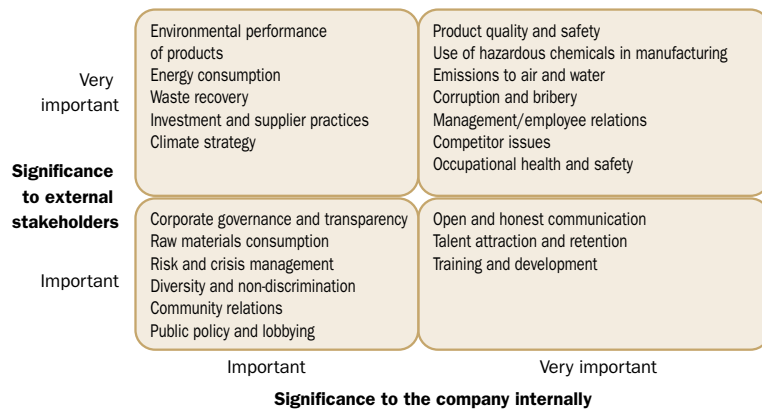 Very
important
Significance
to external
stakeholders
Important
Environmental performance
of products
Energy consumption
Waste recovery
Investment and supplier practices
Climate strategy
Product quality and safety
Use of hazardous chemicals in manufacturing
Emissions to air and water
Corruption and bribery
Management/employee relations
Competitor issues
Occupational health and safety
Corporate governance and transparency
Raw materials consumption
Risk and crisis management
Diversity and non-discrimination
Community relations
Public policy and lobbying
Open and honest communication
Talent attraction and retention
Training and development
Important
Very important
Significance to the company internally